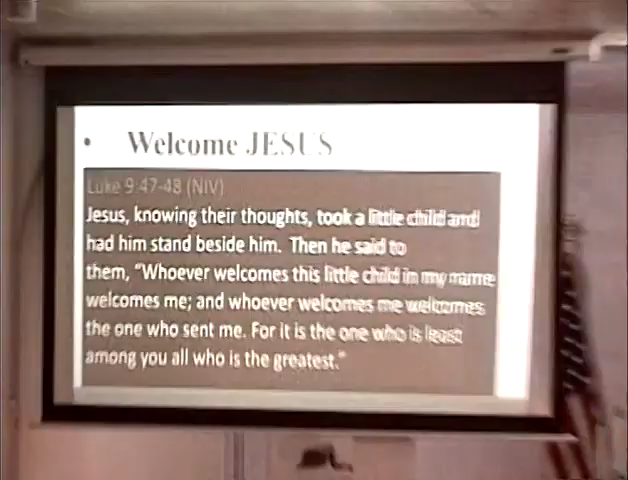 • Welcome JESUS
Luke 9:47-48 (NIV)
Jesus, knowing their thoughts, took a little child and
had him stand beside him. Then he said to
them, "Whoever welcomes this little child in my name
welcomes me; and whoever welcomes me welcomes
the one who sent me. For it is the one who is least
among you all who is the greatest."